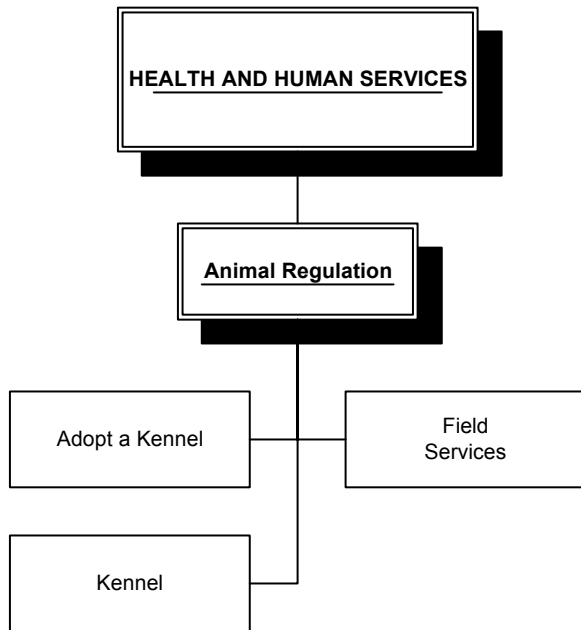 HEALTH AND HUMAN SERVICES
Animal Regulation
Adopt a Kennel
Field
Services
Kennel